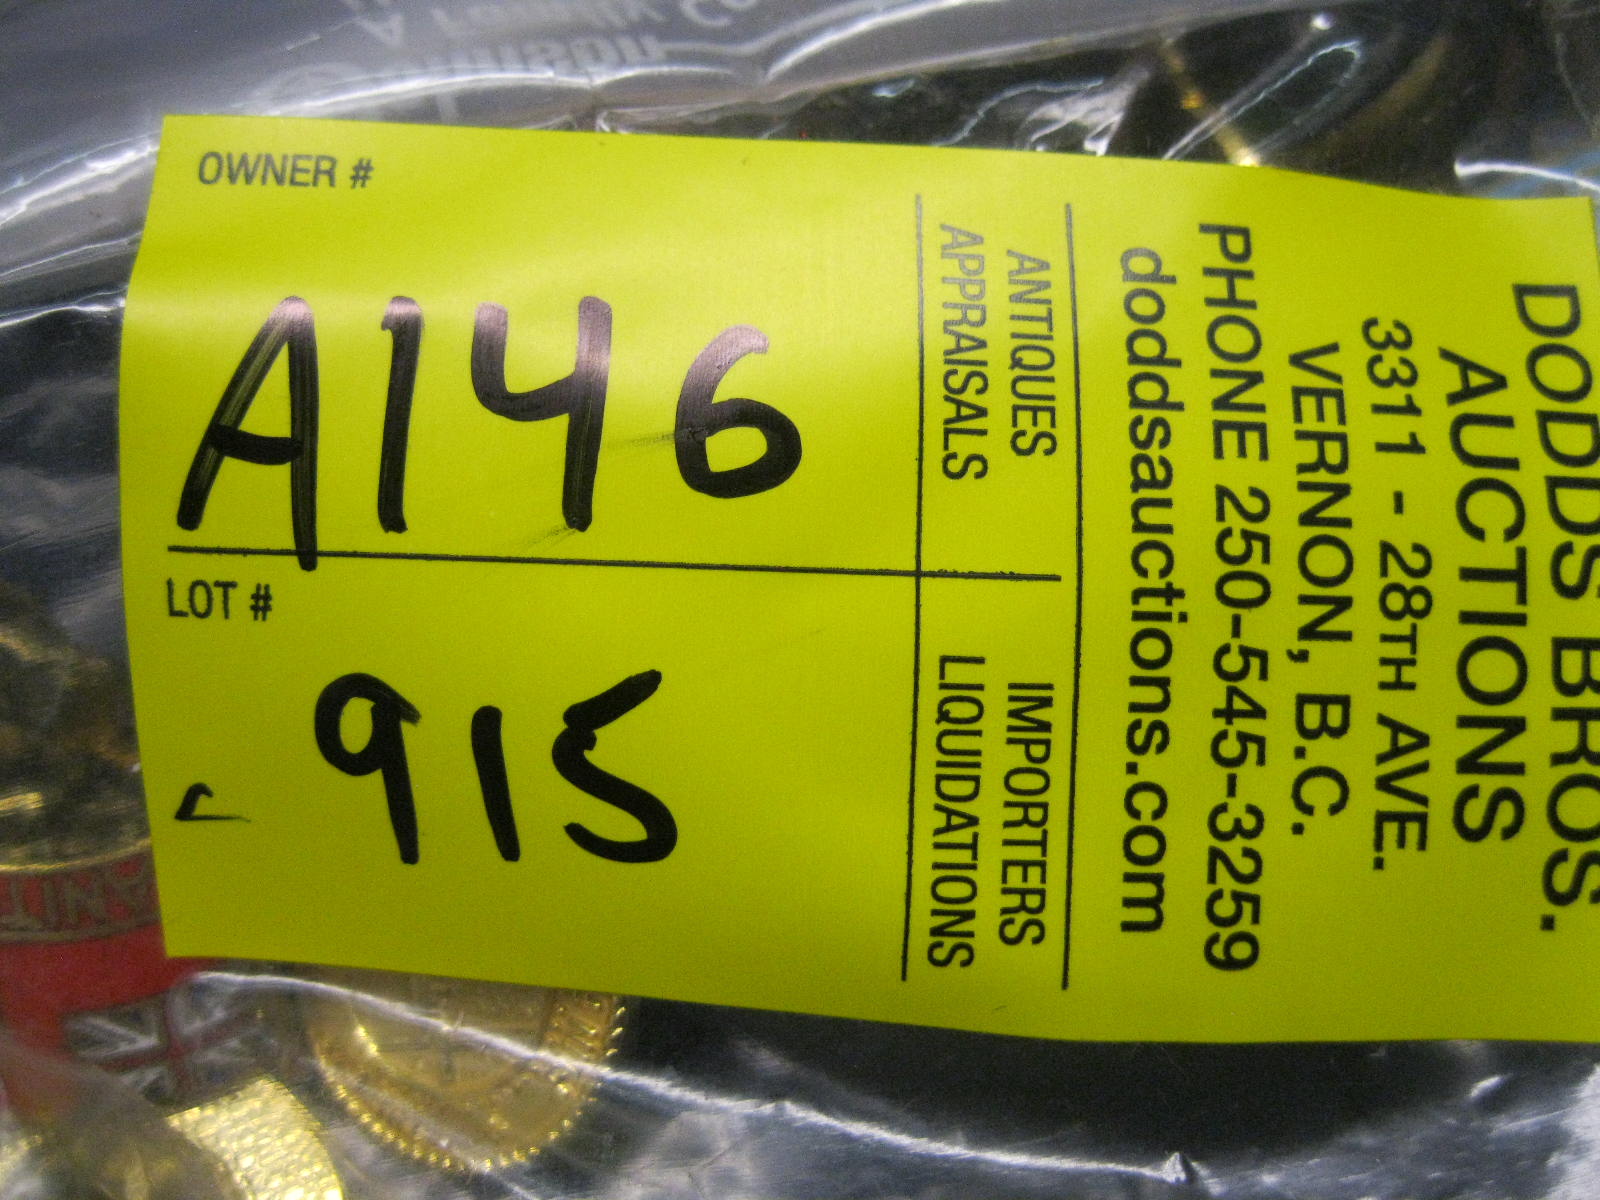 OWNER #
A146
LOT #
915
ANTIQUES
APPRAISALS
IMPORTERS
LIQUIDATIONS
DODDS BROS.
AUCTIONS
3311 - 28TH AVE.
VERNON, B.C.
PHONE 250-545-3259
doddsauctions.com